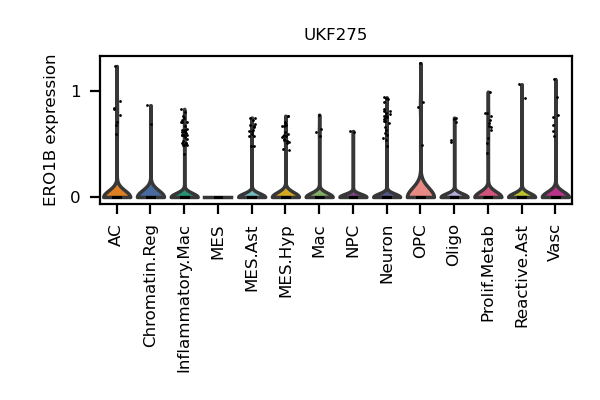 UKF275
ERO1B expression
1
0
AC
Chromatin.Reg
Inflammatory.Mac
MES
MES.Ast
MES.Hyp
Mac
NPC
Neuron
OPC
Oligo
Prolif.Metab
Reactive.Ast
Vasc